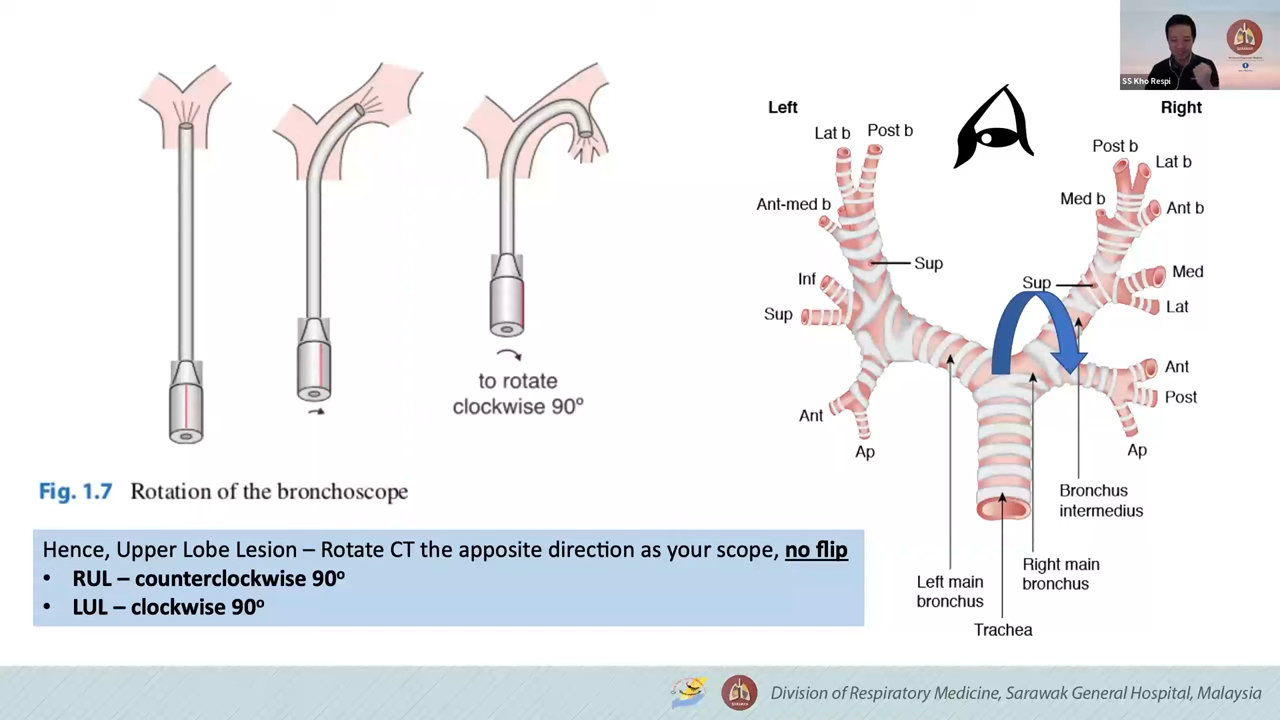 SS Kho Respi
SARAWAK
Left
Right
Lat b
Post b
Post b
Lat b
Ant-med b
Med b
Ant b
Sup
Inf
Sup
Med
Sup
Lat
Ant
Post
Ant
Ap
Ap
Bronchus
intermedius
Right main
bronchus
Left main
bronchus
Trachea
to rotate
clockwise 90º
Fig. 1.7 Rotation of the bronchoscope
Hence, Upper Lobe Lesion – Rotate CT the apposite direction as your scope, no flip
• RUL – counterclockwise 90º
• LUL – clockwise 90º
SARAWAK
Division of Respiratory Medicine, Sarawak General Hospital, Malaysia